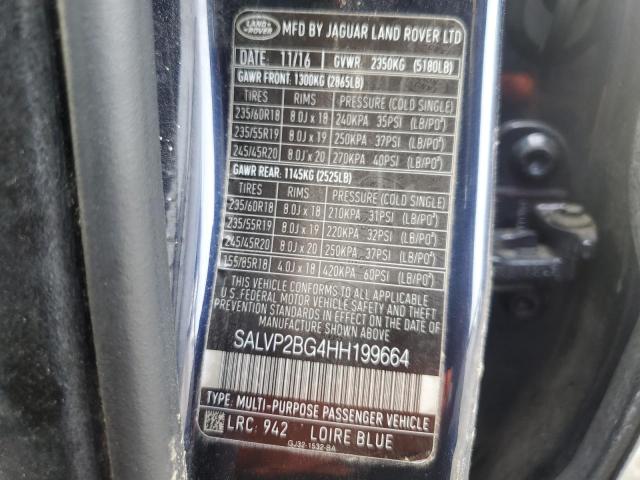 LAND ROVER
MFD BY JAGUAR LAND ROVER LTD
DATE: 11/16 GVWR 2350KG (5180LB)
GAWR FRONT: 1300KG (2865LB)
TIRES RIMS PRESSURE (COLD SINGLE)
235/60R18 8.0J x 18 240KPA 35PSI (LB/PO²)
235/55R19 8.0J x 19 250KPA 37PSI (LB/PO²)
245/45R20 8.0J x 20 270KPA 40PSI (LB/PO²)
GAWR REAR: 1145KG (2525LB)
TIRES RIMS PRESSURE (COLD SINGLE)
235/60R18 8.0J x 18 210KPA 31PSI (LB/PO²)
235/55R19 8.0J x 19 220KPA 32PSI (LB/PO²)
245/45R20 8.0J x 20 250KPA 37PSI (LB/PO²)
155/85R18 4.0J x 18 420KPA 60PSI (LB/PO²)
THIS VEHICLE CONFORMS TO ALL APPLICABLE
U.S. FEDERAL MOTOR VEHICLE SAFETY AND THEFT
PREVENTION STANDARDS IN EFFECT ON THE DATE
OF MANUFACTURE SHOWN ABOVE
SALVP2BG4HH199664
TYPE: MULTI-PURPOSE PASSENGER VEHICLE
LRC: 942 LOIRE BLUE
GJ32-1532-BA